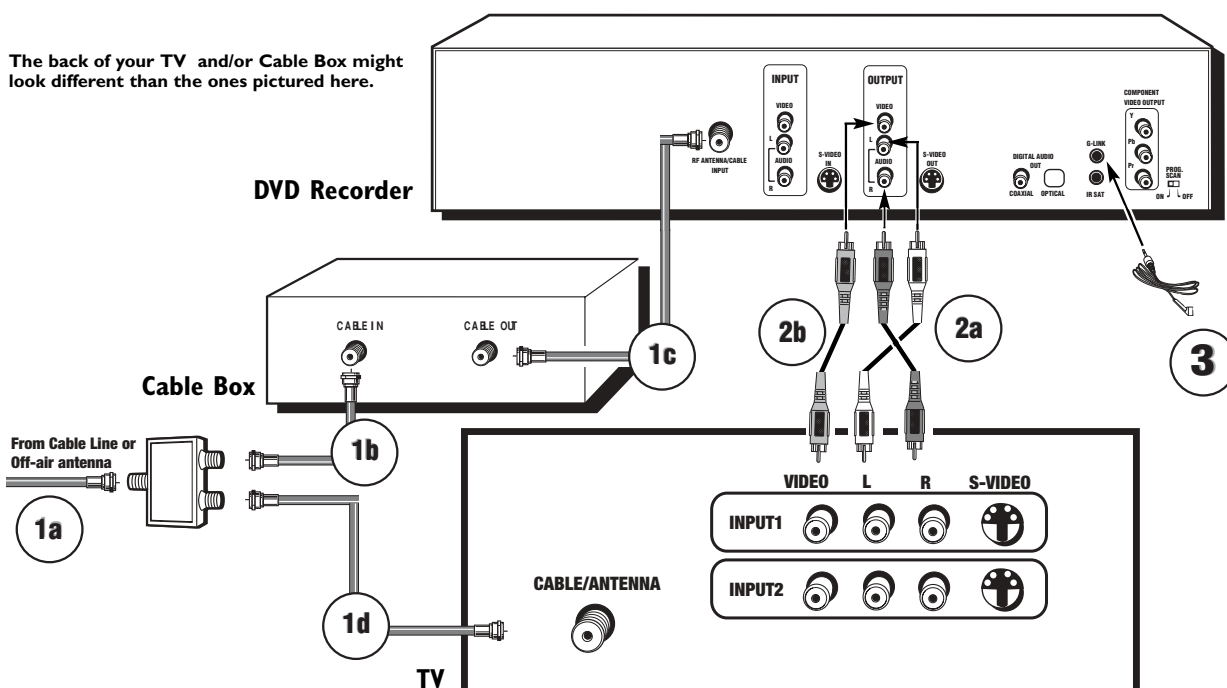 The back of your TV and/or Cable Box might
look different than the ones pictured here.
DVD Recorder
RF ANTENNA/CABLE
INPUT
INPUT
VIDEO
L
AUDIO
R
S-VIDEO
IN
OUTPUT
VIDEO
L
AUDIO
R
S-VIDEO
OUT
DIGITAL AUDIO
OUT
COAXIAL OPTICAL
G-LINK
IR SAT
COMPONENT
VIDEO OUTPUT
Y
Pb
Pr
PROG.
SCAN
ON OFF
CABLE IN
CABLE OUT
Cable Box
1c
2b
2a
3
From Cable Line or
Off-air antenna
1a
1b
1d
VIDEO L R S-VIDEO
INPUT1
INPUT2
CABLE/ANTENNA
TV